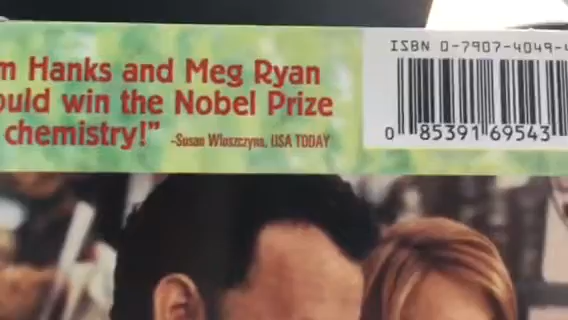 m Hanks and Meg Ryan
ould win the Nobel Prize
chemistry!" -Susan Wloszczyna, USA TODAY
ISBN 0-7907-4049-4
0 85391 69543